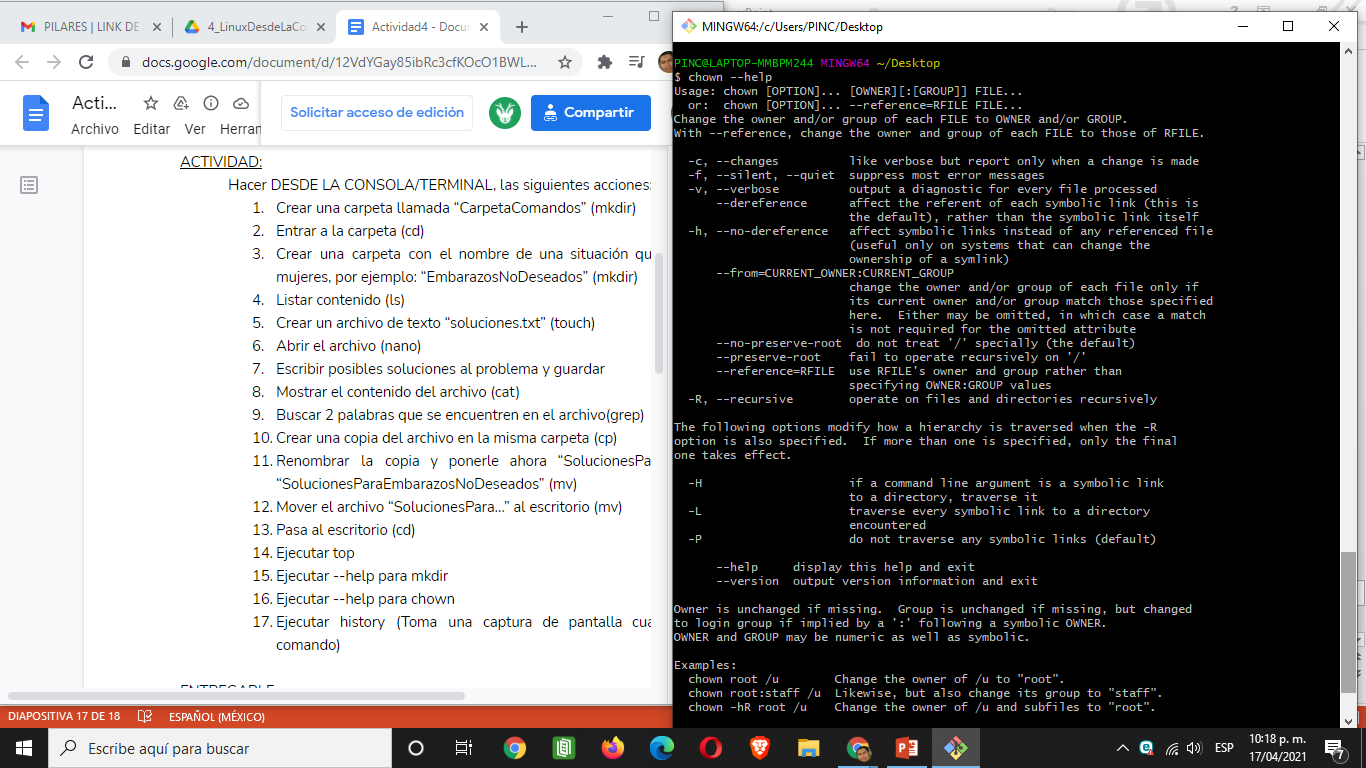 PILARES | LINK DE
4_LinuxDesdeLaCo
Actividad4 - Docun
docs.google.com/document/d/12VdYGay85ibRc3cfKOcO1BWL...
Acti...
Archivo Editar Ver Herran
Solicitar acceso de edición
Compartir
ACTIVIDAD:
Hacer DESDE LA CONSOLA/TERMINAL, las siguientes acciones:
1. Crear una carpeta llamada “CarpetaComandos” (mkdir)
2. Entrar a la carpeta (cd)
3. Crear una carpeta con el nombre de una situación qu
mujeres, por ejemplo: “EmbarazosNoDeseados” (mkdir)
4. Listar contenido (ls)
5. Crear un archivo de texto “soluciones.txt” (touch)
6. Abrir el archivo (nano)
7. Escribir posibles soluciones al problema y guardar
8. Mostrar el contenido del archivo (cat)
9. Buscar 2 palabras que se encuentren en el archivo(grep)
10. Crear una copia del archivo en la misma carpeta (cp)
11. Renombrar la copia y ponerle ahora “SolucionesPa
“SolucionesParaEmbarazosNoDeseados” (mv)
12. Mover el archivo “SolucionesPara...” al escritorio (mv)
13. Pasa al escritorio (cd)
14. Ejecutar top
15. Ejecutar --help para mkdir
16. Ejecutar --help para chown
17. Ejecutar history (Toma una captura de pantalla cua
comando)
DIAPOSITIVA 17 DE 18 ESPAÑOL (MÉXICO)
MINGW64:/c/Users/PINC/Desktop
PINC@LAPTOP-MMBPM244 MINGW64 ~/Desktop
$ chown --help
Usage: chown [OPTION]... [OWNER][:[GROUP]] FILE...
or: chown [OPTION]... --reference=RFILE FILE...
Change the owner and/or group of each FILE to OWNER and/or GROUP.
With --reference, change the owner and group of each FILE to those of RFILE.
-c, --changes like verbose but report only when a change is made
-f, --silent, --quiet suppress most error messages
-v, --verbose output a diagnostic for every file processed
--dereference affect the referent of each symbolic link (this is
the default), rather than the symbolic link itself
-h, --no-dereference affect symbolic links instead of any referenced file
(useful only on systems that can change the
ownership of a symlink)
--from=CURRENT_OWNER:CURRENT_GROUP
change the owner and/or group of each file only if
its current owner and/or group match those specified
here. Either may be omitted, in which case a match
is not required for the omitted attribute
--no-preserve-root do not treat '/' specially (the default)
--preserve-root fail to operate recursively on '/'
--reference=RFILE use RFILE's owner and group rather than
specifying OWNER:GROUP values
-R, --recursive operate on files and directories recursively
The following options modify how a hierarchy is traversed when the -R
option is also specified. If more than one is specified, only the final
one takes effect.
-H if a command line argument is a symbolic link
to a directory, traverse it
-L traverse every symbolic link to a directory
encountered
-P do not traverse any symbolic links (default)
--help display this help and exit
--version output version information and exit
Owner is unchanged if missing. Group is unchanged if missing, but changed
to login group if implied by a ':' following a symbolic OWNER.
OWNER and GROUP may be numeric as well as symbolic.
Examples:
chown root /u Change the owner of /u to "root".
chown root:staff /u Likewise, but also change its group to "staff".
chown -hR root /u Change the owner of /u and subfiles to "root".
Escribe aquí para buscar
ESP
10:18 p. m.
17/04/2021
7